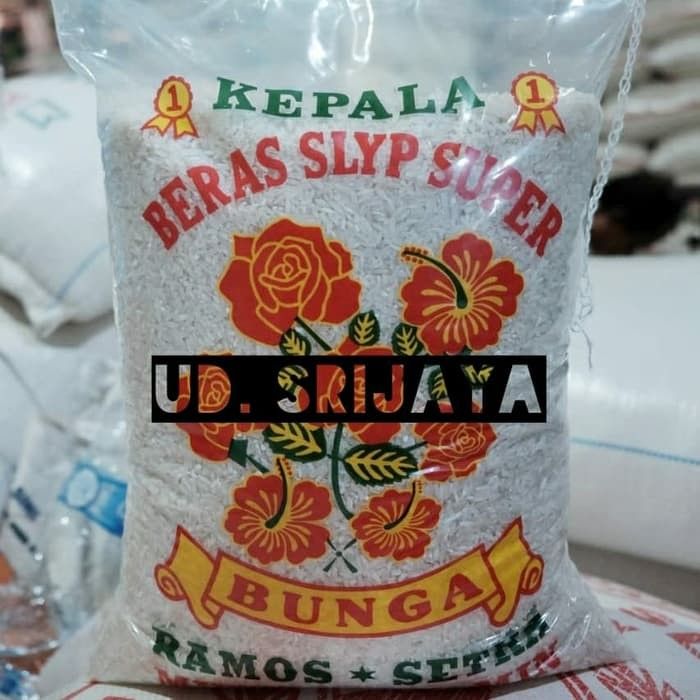 1 KEPALA 1
BERAS SLYP SUPER
UD. SRIJAYA
BUNGA
RAMOS ★ SETRA